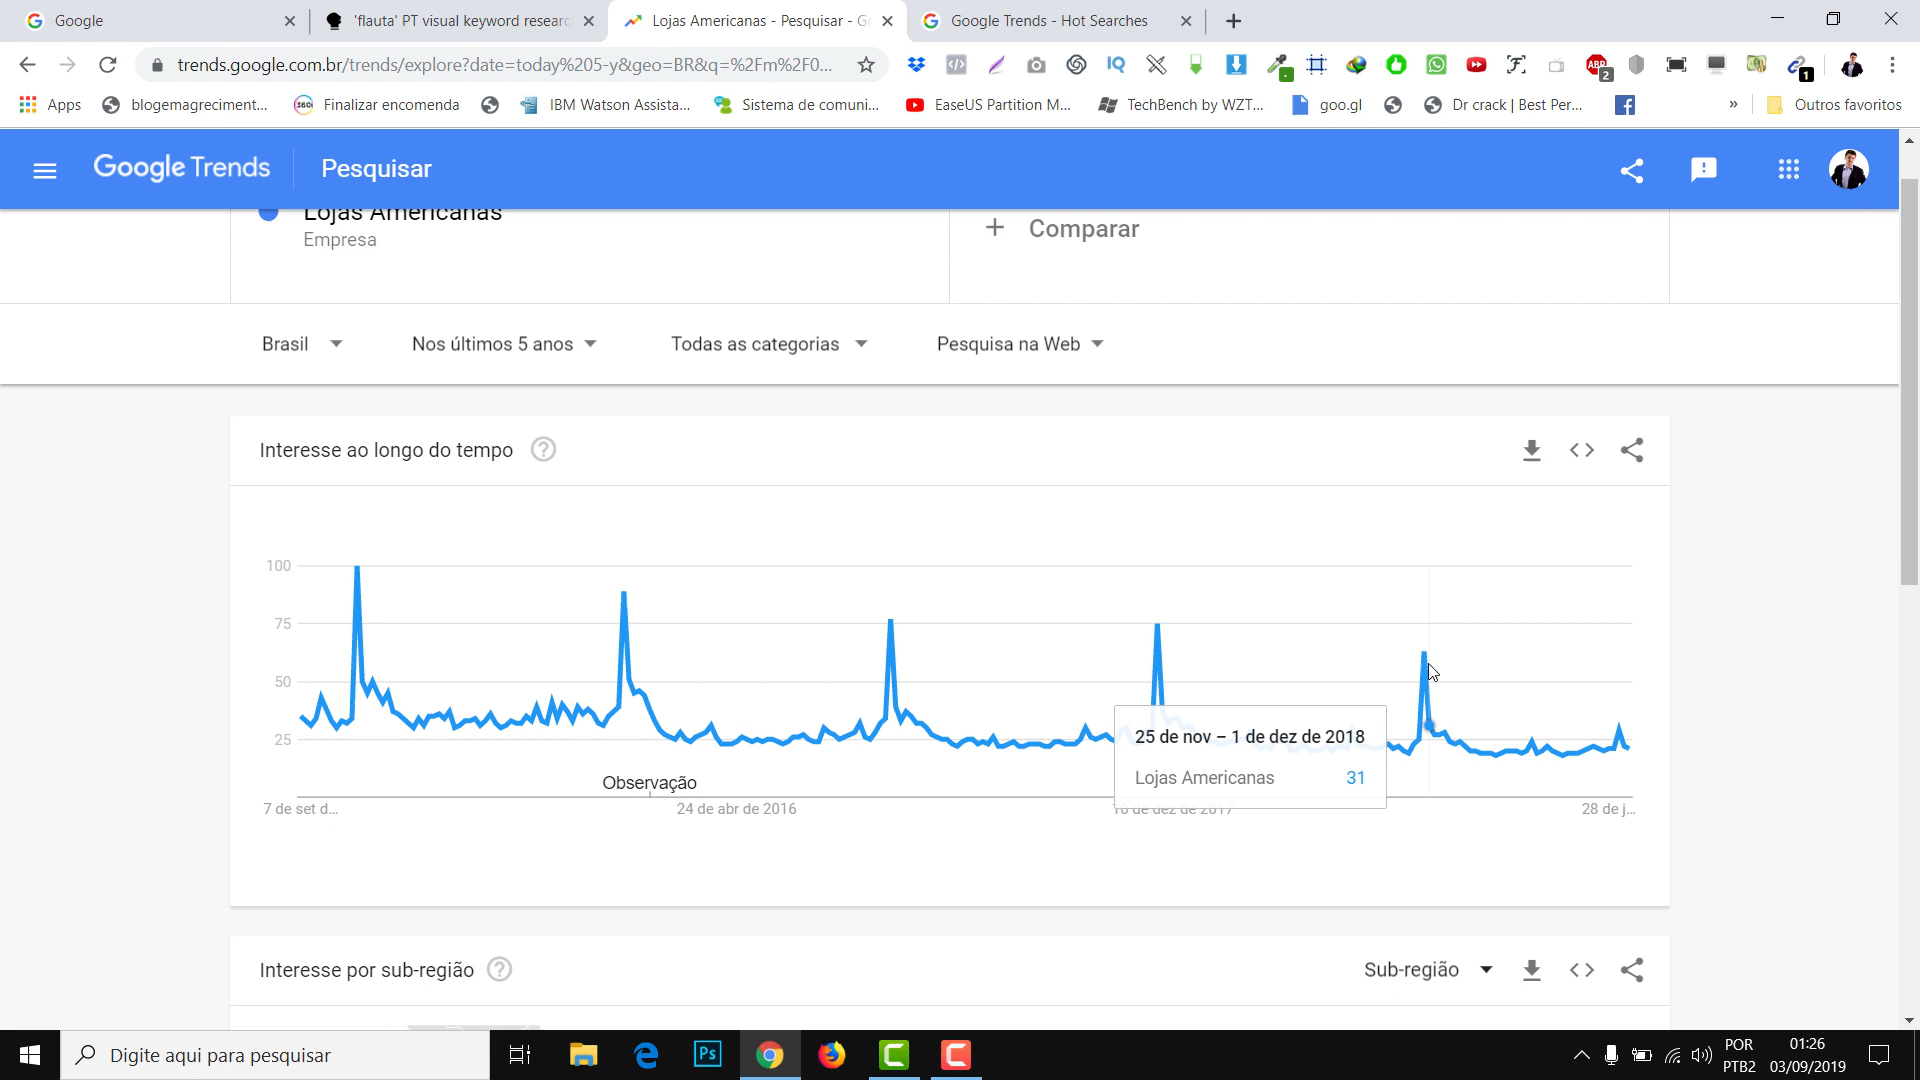 Google
'flauta' PT visual keyword researc
Lojas Americanas - Pesquisar - G
Google Trends - Hot Searches
trends.google.com.br/trends/explore?date=today%205-y&geo=BR&q=%2Fm%2F0...
Apps
blogemagreciment...
Finalizar encomenda
IBM Watson Assista...
Sistema de comuni...
EaseUS Partition M...
TechBench by WZT...
goo.gl
Dr crack | Best Per...
»
Outros favoritos
Google Trends
Pesquisar
Lojas Americanas
Empresa
+ Comparar
Brasil
Nos últimos 5 anos
Todas as categorias
Pesquisa na Web
Interesse ao longo do tempo
100
75
50
25
Observação
7 de set d...
24 de abr de 2016
10 de dez de 2017
28 de j...
25 de nov – 1 de dez de 2018
Lojas Americanas 31
Interesse por sub-região
Sub-região
Digite aqui para pesquisar
POR
PTB2
01:26
03/09/2019